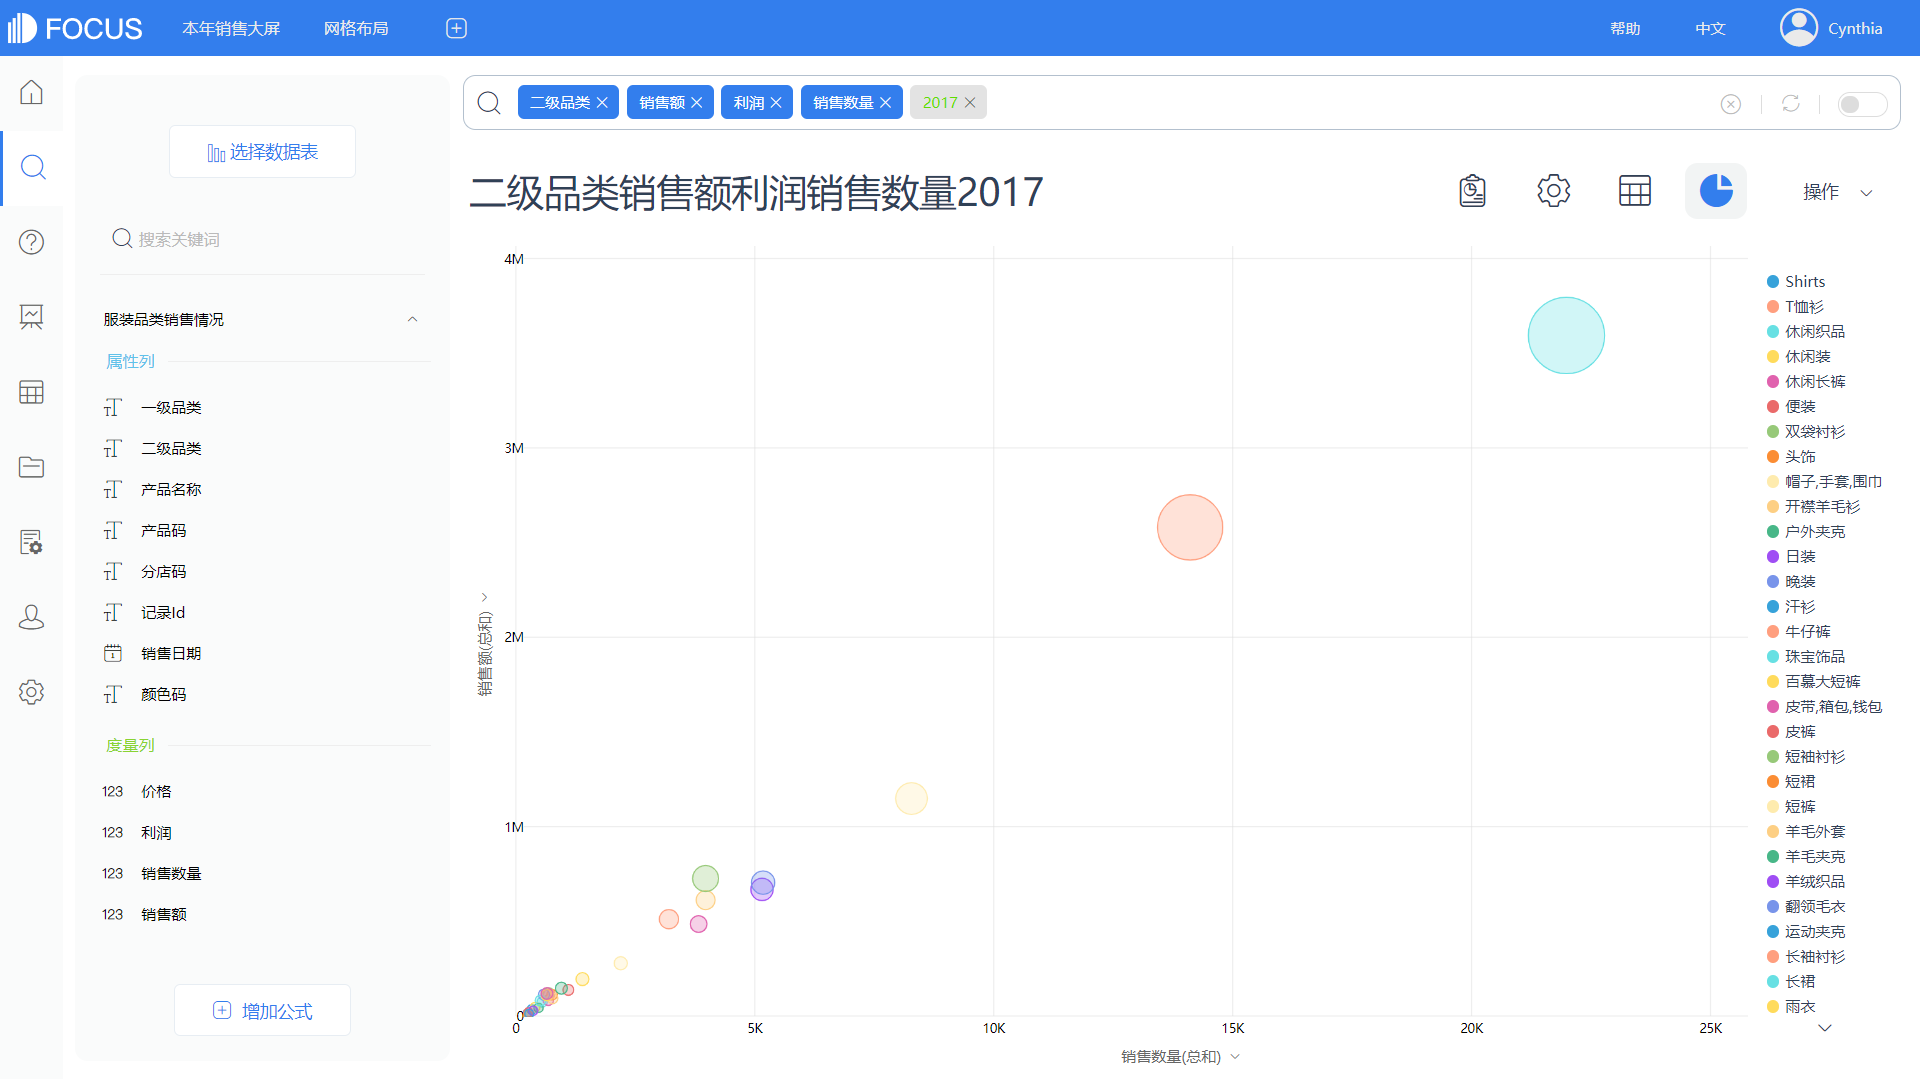 FOCUS 本年销售大屏 网格布局 帮助 中文 Cynthia
二级品类 销售额 利润 销售数量 2017
选择数据表
搜索关键词
服装品类销售情况
属性列
一级品类
二级品类
产品名称
产品码
分店码
记录Id
销售日期
颜色码
度量列
123 价格
123 利润
123 销售数量
123 销售额
增加公式
二级品类销售额利润销售数量2017
操作
4M
3M
2M
1M
0
销售额(总和)
0 5K 10K 15K 20K 25K
销售数量(总和)
Shirts
T恤衫
休闲织品
休闲装
休闲长裤
便装
双袋衬衫
头饰
帽子,手套,围巾
开襟羊毛衫
户外夹克
日装
晚装
汗衫
牛仔裤
珠宝饰品
百慕大短裤
皮带,箱包,钱包
皮裤
短袖衬衫
短裙
短裤
羊毛外套
羊毛夹克
羊绒织品
翻领毛衣
运动夹克
长袖衬衫
长裙
雨衣